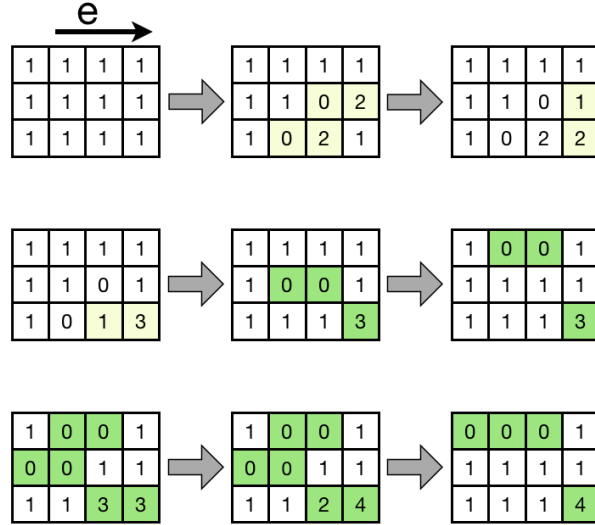 e
1 1 1 1 1 1 1 1 1 1 1 1
1 1 1 1 1 1 0 2 1 1 0 1
1 1 1 1 1 0 2 1 1 0 2 2
1 1 1 1 1 1 1 1 1 0 0 1
1 1 0 1 1 0 0 1 1 1 1 1
1 0 1 3 1 1 1 3 1 1 1 3
1 0 0 1 1 0 0 1 0 0 0 1
0 0 1 1 0 0 1 1 1 1 1 1
1 1 3 3 1 1 2 4 1 1 1 4